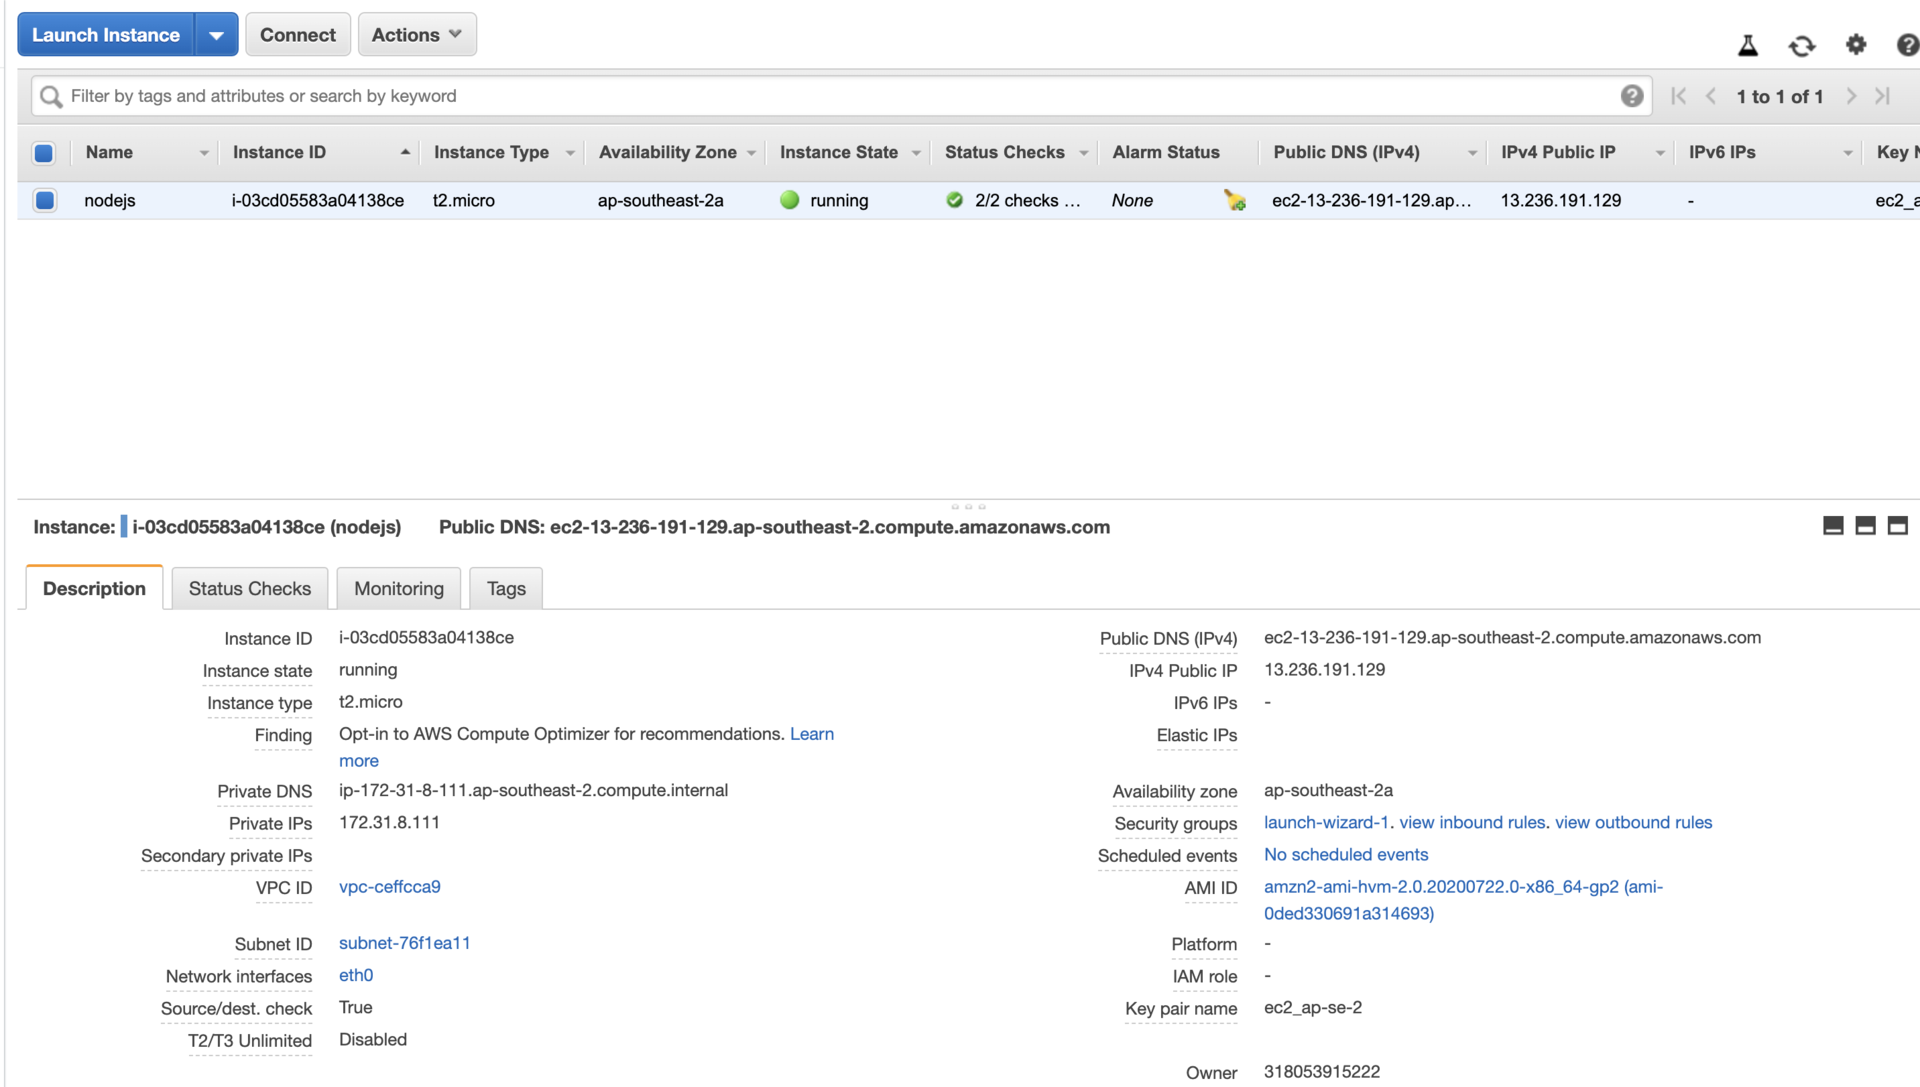 Launch Instance Connect Actions
Filter by tags and attributes or search by keyword 1 to 1 of 1
Name Instance ID Instance Type Availability Zone Instance State Status Checks Alarm Status Public DNS (IPv4) IPv4 Public IP IPv6 IPs Key N
nodejs i-03cd05583a04138ce t2.micro ap-southeast-2a running 2/2 checks ... None ec2-13-236-191-129.ap... 13.236.191.129 - ec2_a
Instance: i-03cd05583a04138ce (nodejs) Public DNS: ec2-13-236-191-129.ap-southeast-2.compute.amazonaws.com
Description Status Checks Monitoring Tags
Instance ID i-03cd05583a04138ce Public DNS (IPv4) ec2-13-236-191-129.ap-southeast-2.compute.amazonaws.com
Instance state running IPv4 Public IP 13.236.191.129
Instance type t2.micro IPv6 IPs -
Finding Opt-in to AWS Compute Optimizer for recommendations. Learn Elastic IPs
more
Private DNS ip-172-31-8-111.ap-southeast-2.compute.internal Availability zone ap-southeast-2a
Private IPs 172.31.8.111 Security groups launch-wizard-1. view inbound rules. view outbound rules
Secondary private IPs Scheduled events No scheduled events
VPC ID vpc-ceffcca9 AMI ID amzn2-ami-hvm-2.0.20200722.0-x86_64-gp2 (ami-
0ded330691a314693)
Subnet ID subnet-76f1ea11 Platform -
Network interfaces eth0 IAM role -
Source/dest. check True Key pair name ec2_ap-se-2
T2/T3 Unlimited Disabled
Owner 318053915222